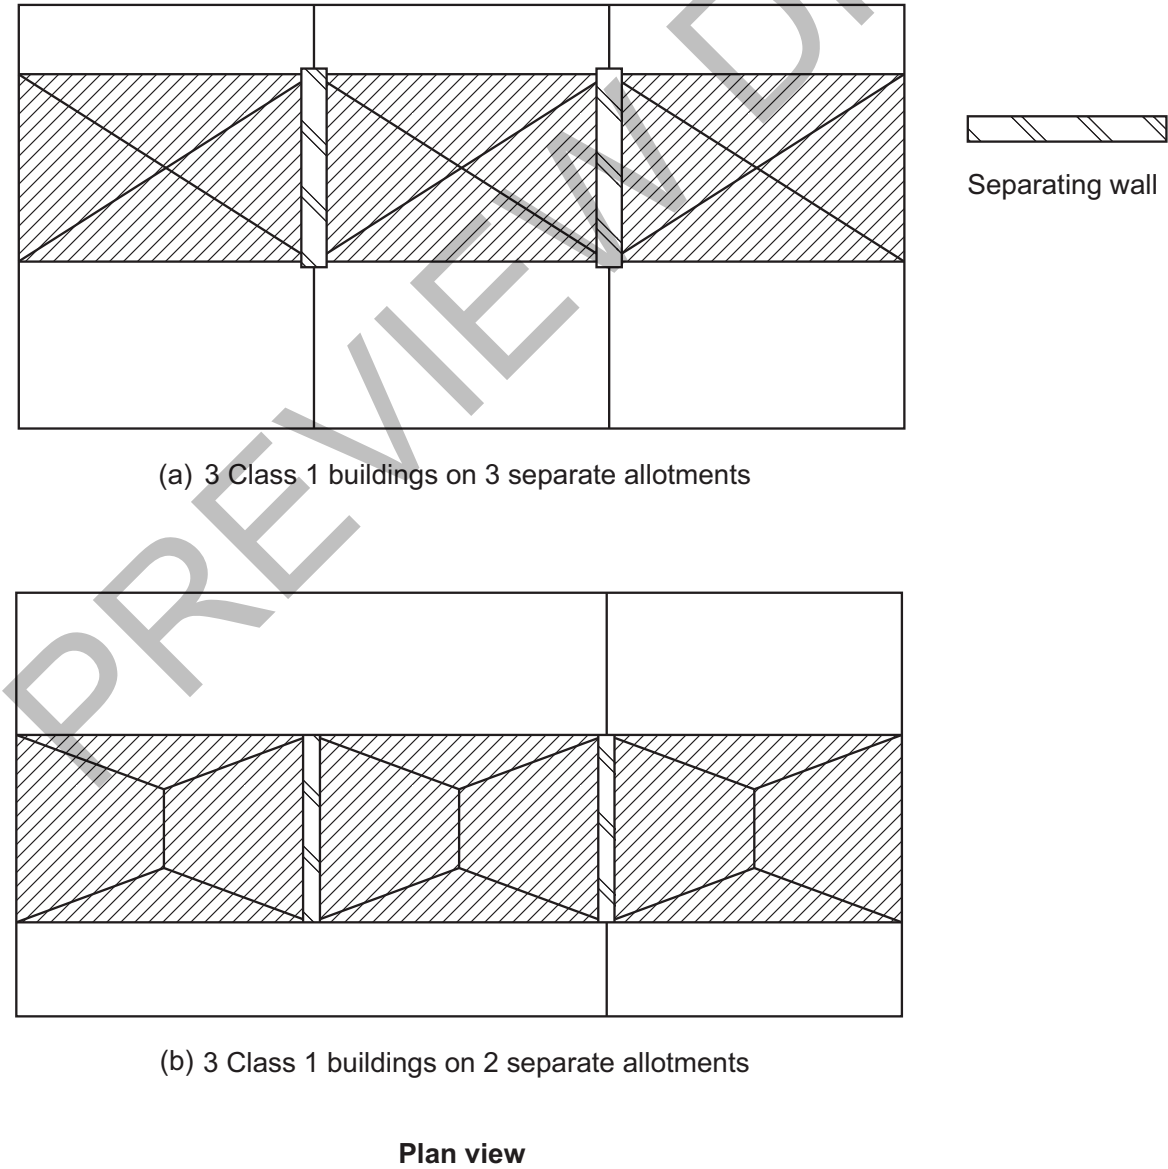 PREVIEW D
Separating wall
(a) 3 Class 1 buildings on 3 separate allotments
(b) 3 Class 1 buildings on 2 separate allotments
Plan view